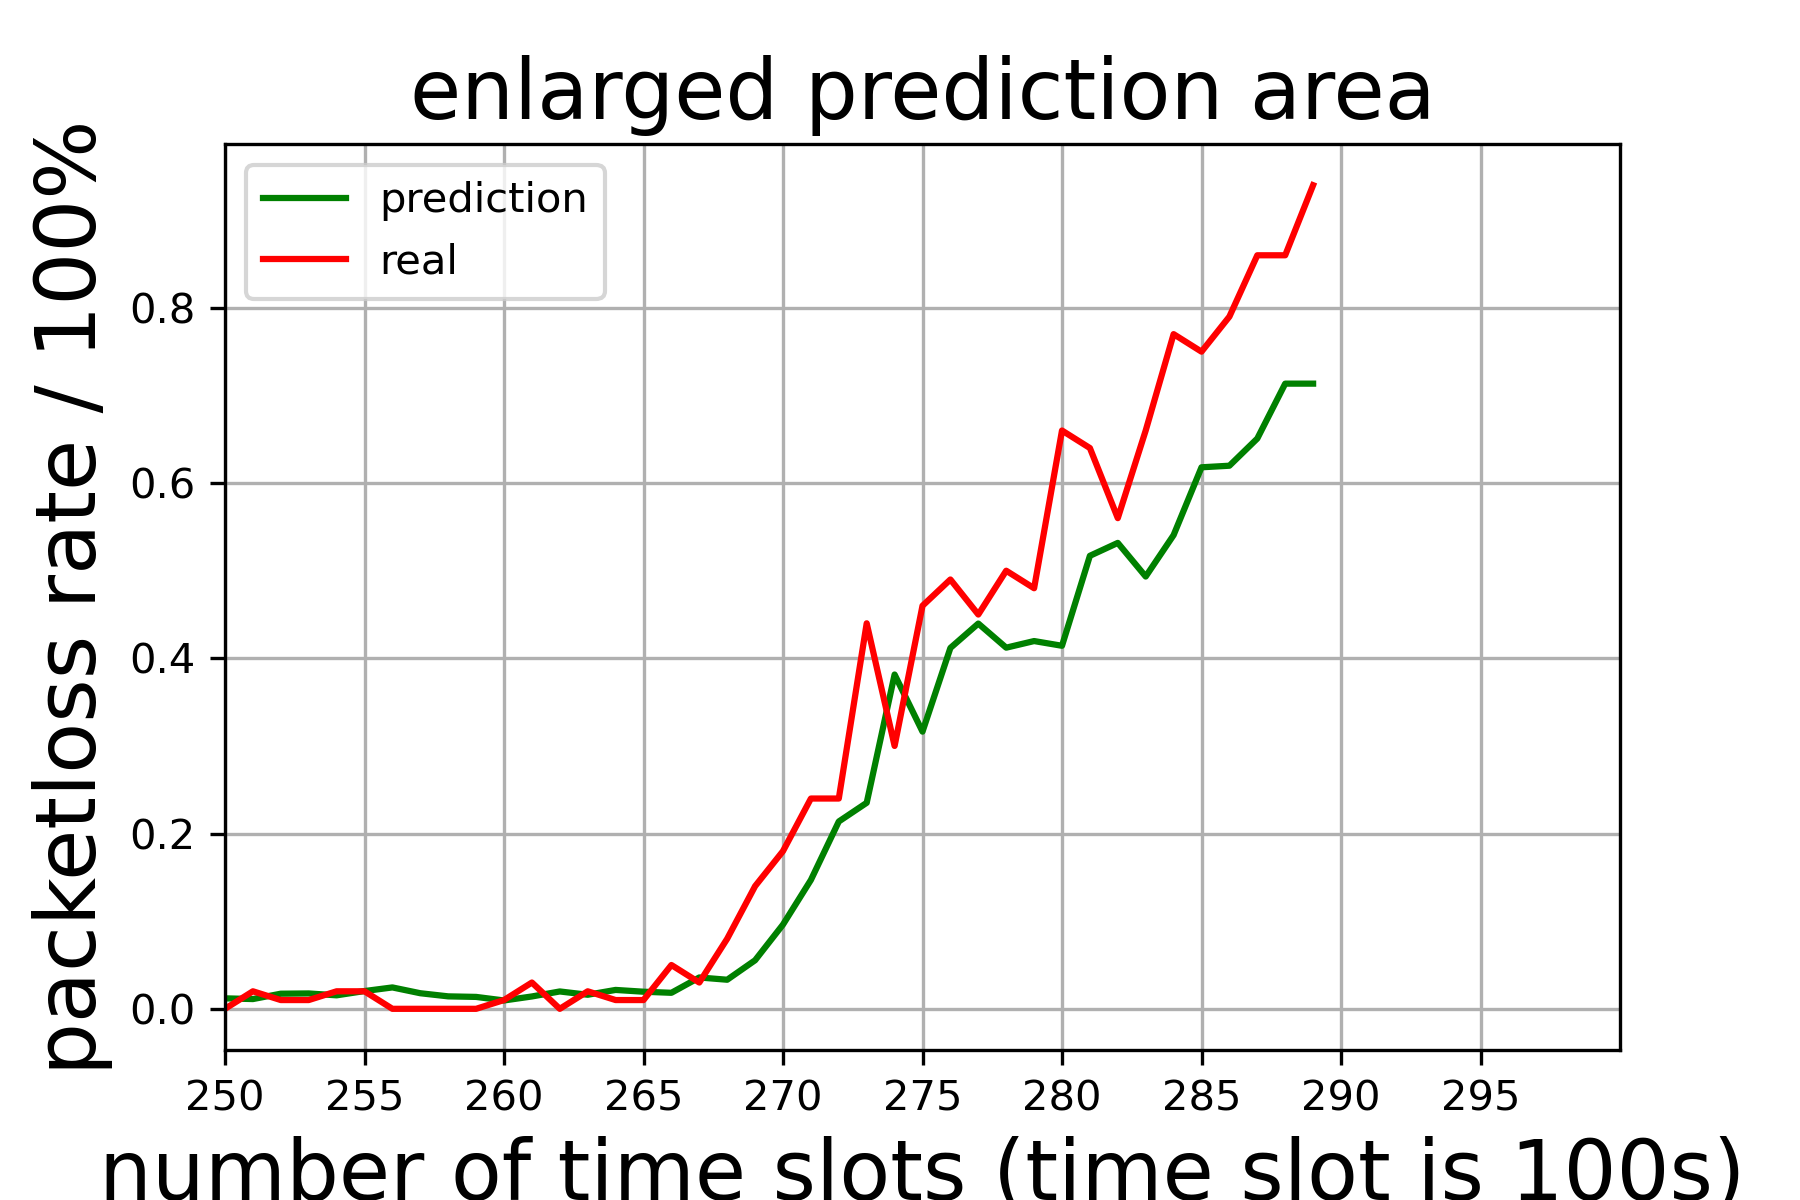 enlarged prediction area
packetloss rate / 100%
prediction
real
0.8
0.6
0.4
0.2
0.0
250 255 260 265 270 275 280 285 290 295
number of time slots (time slot is 100s)